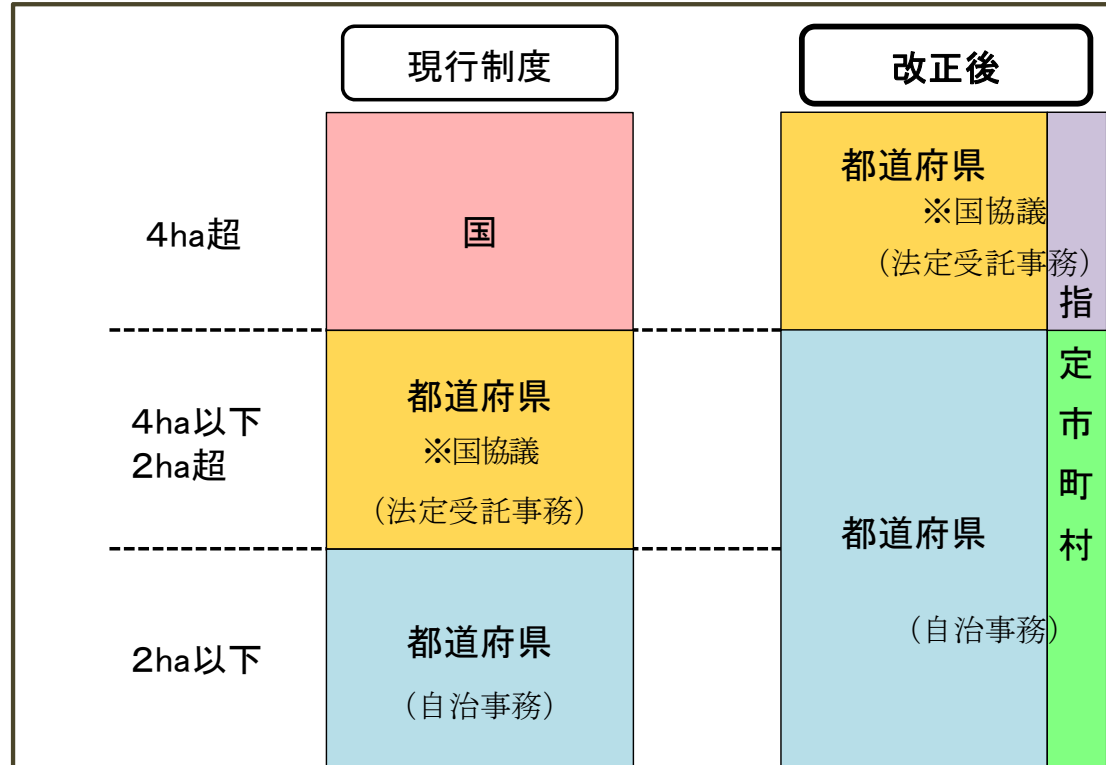 現行制度
改正後
4ha超
国
都道府県
※国協議
(法定受託事務)
4ha以下
2ha超
都道府県
※国協議
(法定受託事務)
都道府県
(自治事務)
2ha以下
都道府県
(自治事務)
指定市町村